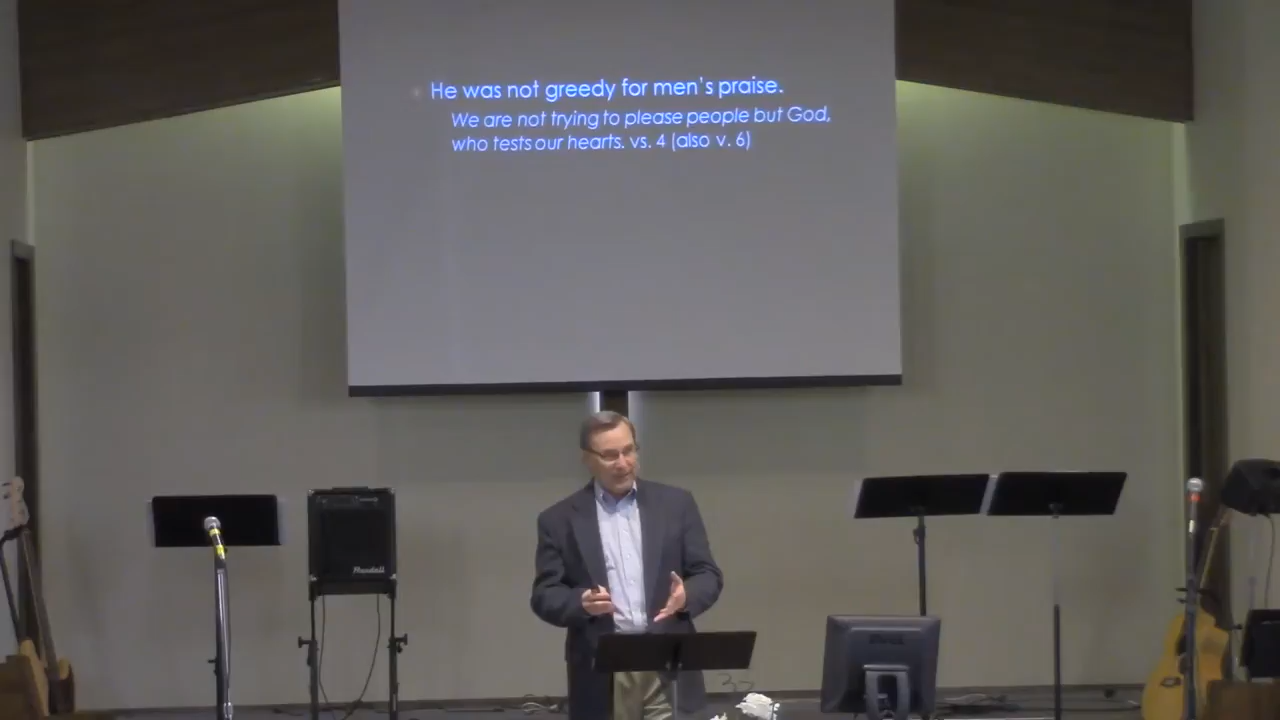 He was not greedy for men's praise.
We are not trying to please people but God,
who tests our hearts. vs. 4 (also v. 6)
Randall